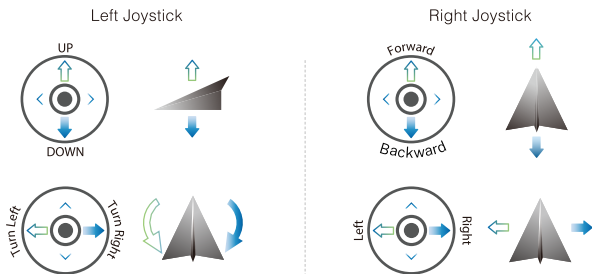 Left Joystick
Right Joystick
UP
DOWN
Forward
Backward
Turn Left
Turn Right
Left
Right